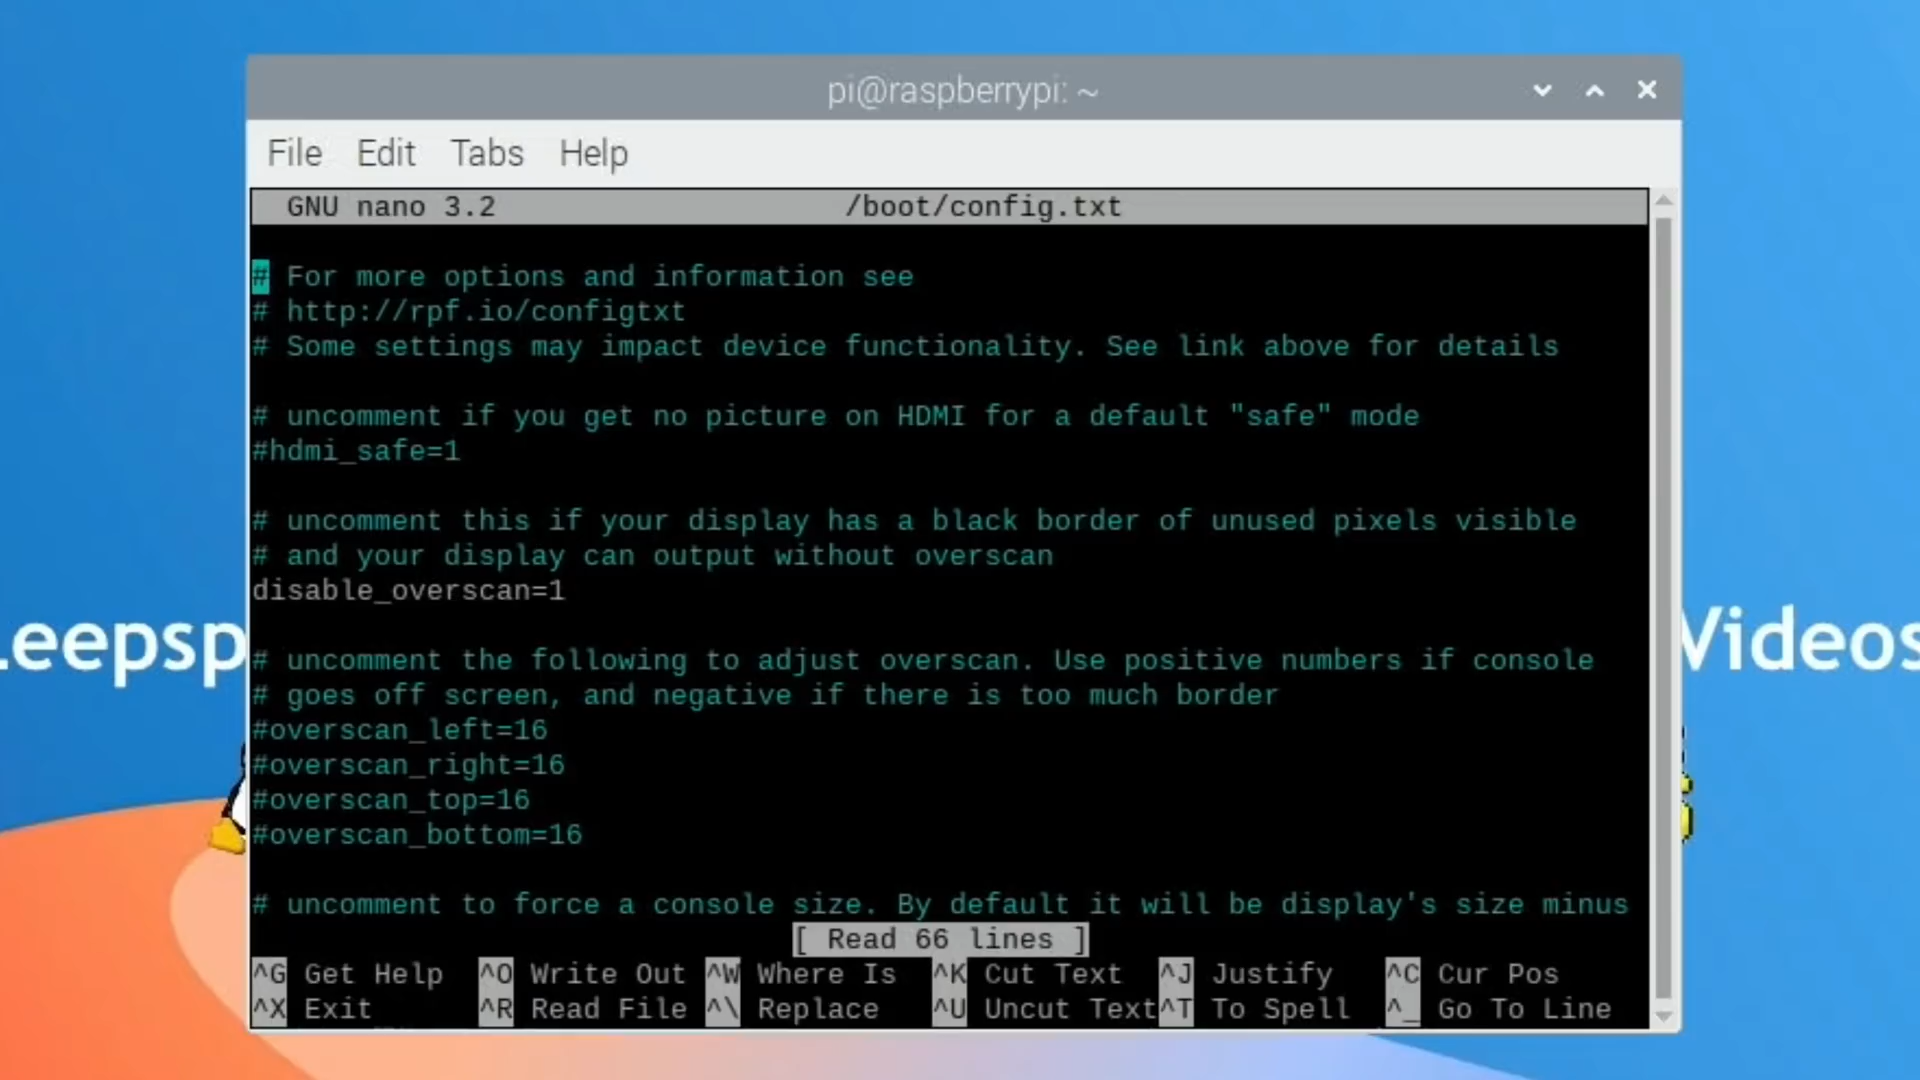 pi@raspberrypi: ~
File Edit Tabs Help
GNU nano 3.2 /boot/config.txt
# For more options and information see
# http://rpf.io/configtxt
# Some settings may impact device functionality. See link above for details
# uncomment if you get no picture on HDMI for a default "safe" mode
#hdmi_safe=1
# uncomment this if your display has a black border of unused pixels visible
# and your display can output without overscan
disable_overscan=1
# uncomment the following to adjust overscan. Use positive numbers if console
# goes off screen, and negative if there is too much border
#overscan_left=16
#overscan_right=16
#overscan_top=16
#overscan_bottom=16
# uncomment to force a console size. By default it will be display's size minus
[ Read 66 lines ]
^G Get Help ^O Write Out ^W Where Is ^K Cut Text ^J Justify ^C Cur Pos
^X Exit ^R Read File ^\ Replace ^U Uncut Text ^T To Spell ^_ Go To Line
eepsp Videos